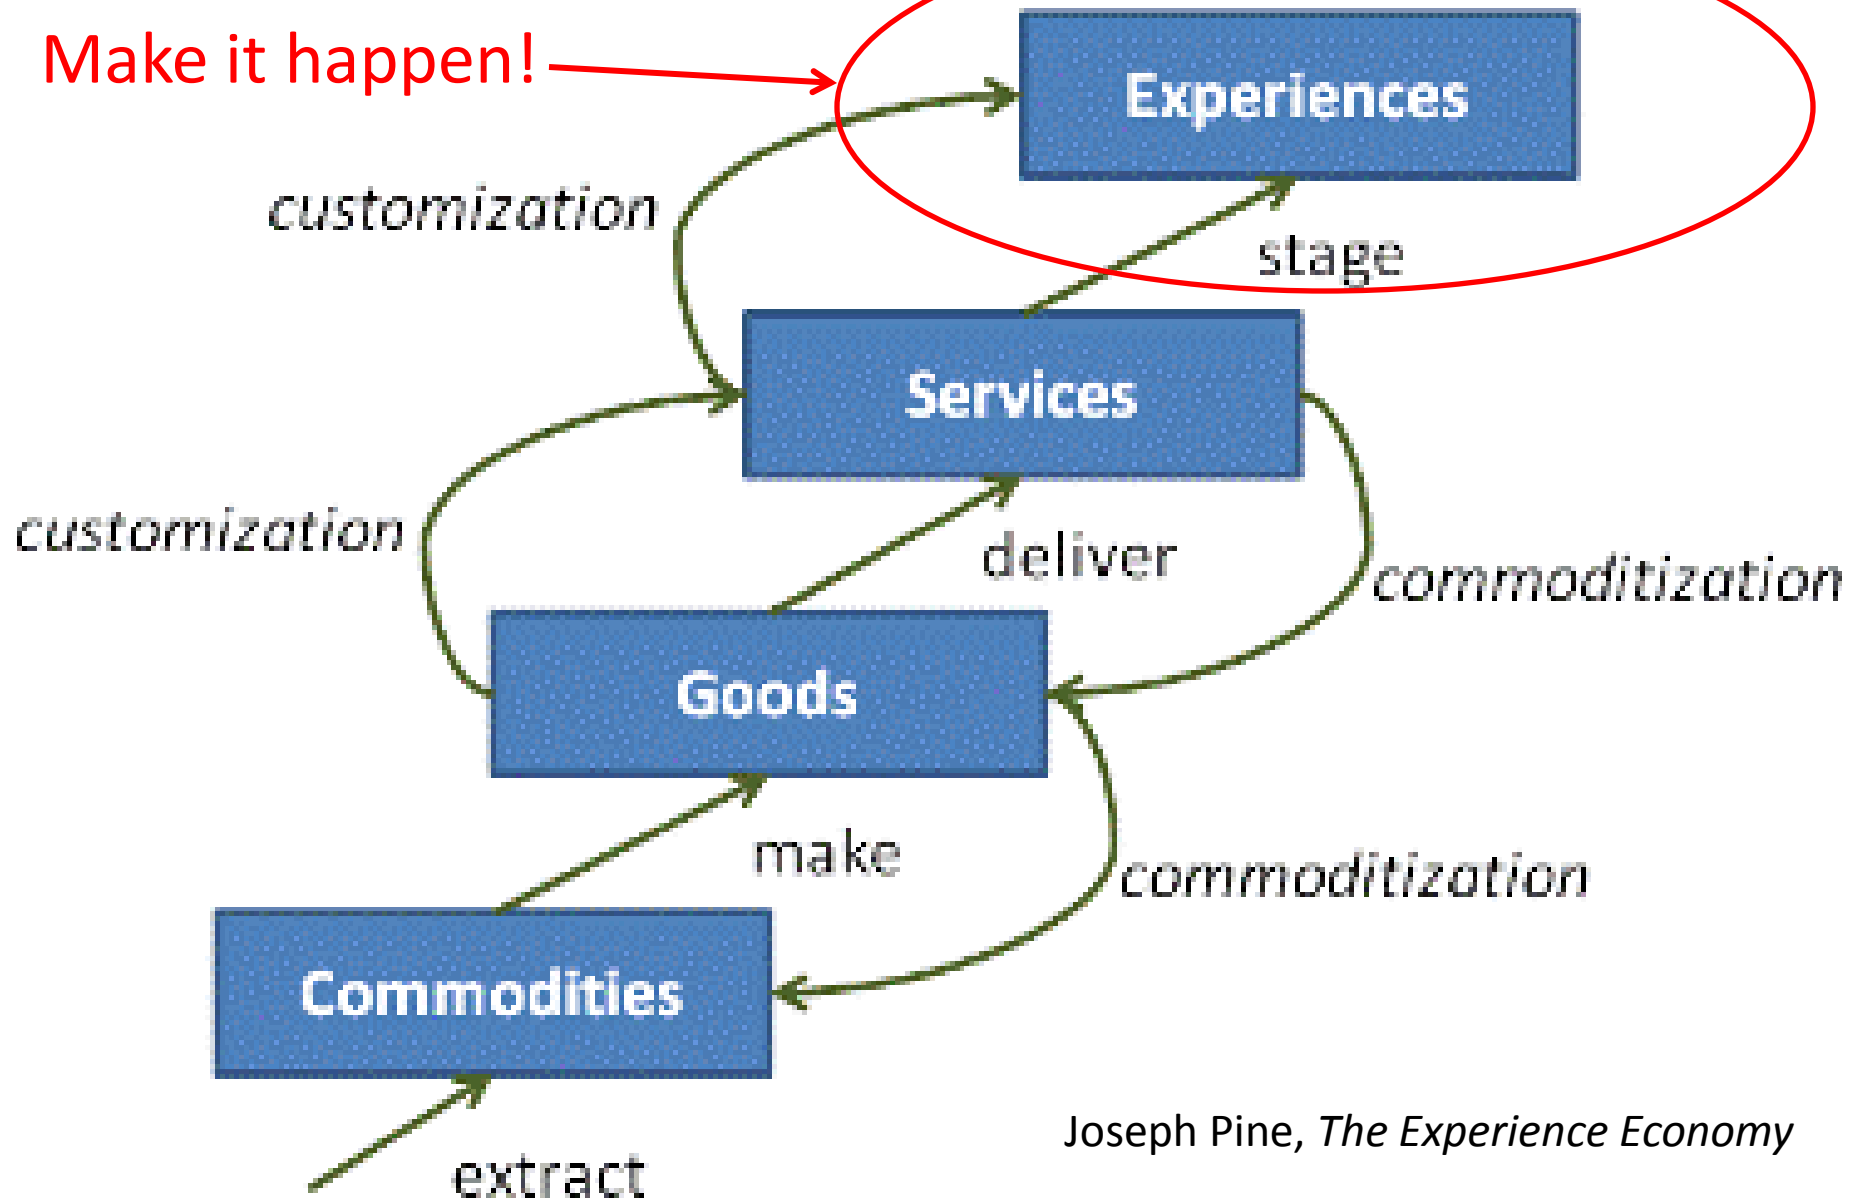 Make it happen!
Experiences
customization
stage
Services
customization
deliver
commoditization
Goods
make
commoditization
Commodities
Joseph Pine, The Experience Economy
extract